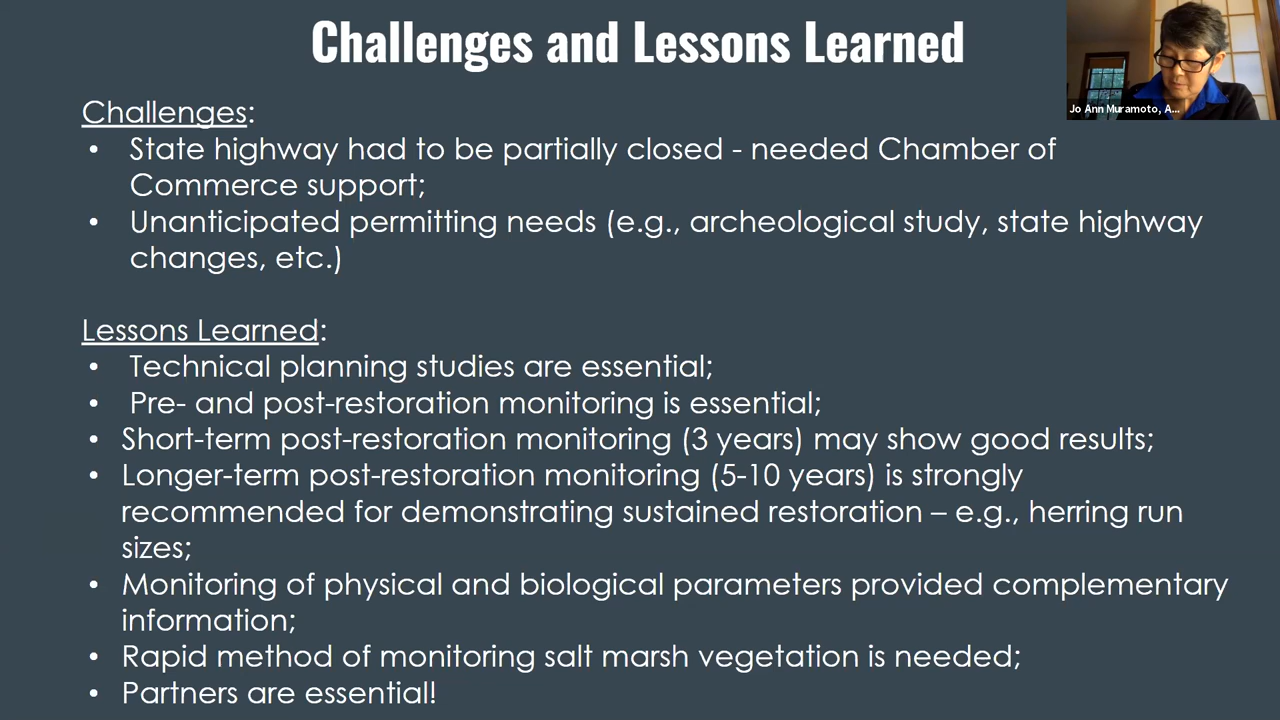 Challenges and Lessons Learned
Jo Ann Muramoto, A...
Challenges:
• State highway had to be partially closed - needed Chamber of
Commerce support;
• Unanticipated permitting needs (e.g., archeological study, state highway
changes, etc.)
Lessons Learned:
• Technical planning studies are essential;
• Pre- and post-restoration monitoring is essential;
• Short-term post-restoration monitoring (3 years) may show good results;
• Longer-term post-restoration monitoring (5-10 years) is strongly
recommended for demonstrating sustained restoration – e.g., herring run
sizes;
• Monitoring of physical and biological parameters provided complementary
information;
• Rapid method of monitoring salt marsh vegetation is needed;
• Partners are essential!